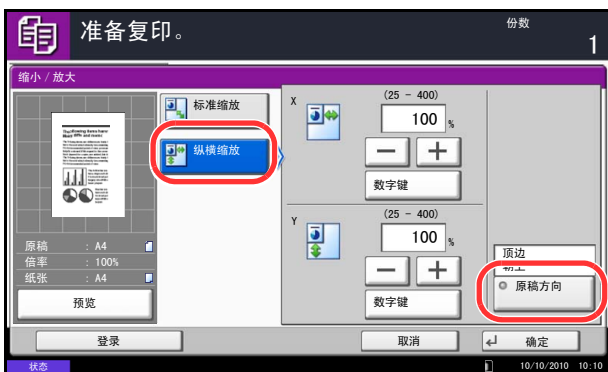 准备复印。
份数
1
缩小 / 放大
标准缩放
纵横缩放
X
(25 - 400)
100 %
数字键
Y
(25 - 400)
100 %
数字键
原稿 : A4
倍率 : 100%
纸张 : A4
预览
顶边
朝上
原稿方向
登录
取消
确定
状态
10/10/2010 10:10